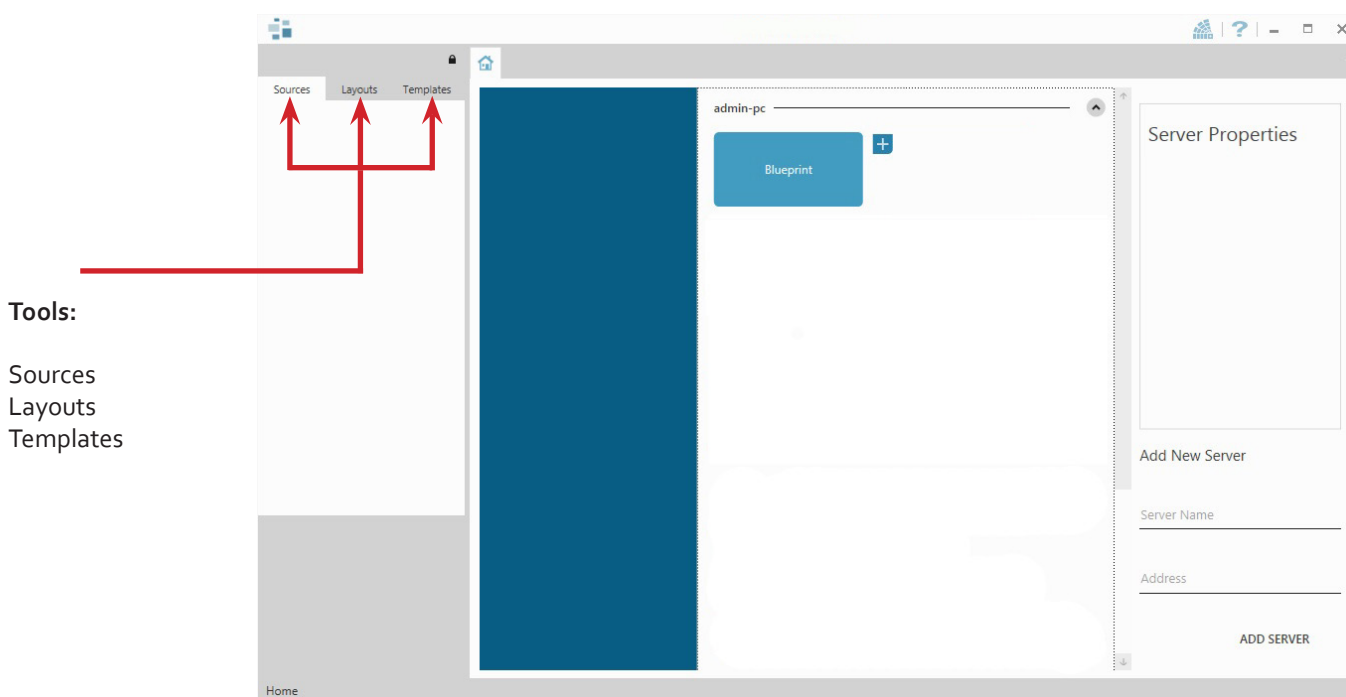 ?
Sources Layouts Templates
admin-pc
Blueprint
+
Server Properties
Tools:
Sources
Layouts
Templates
Add New Server
Server Name
Address
ADD SERVER
Home